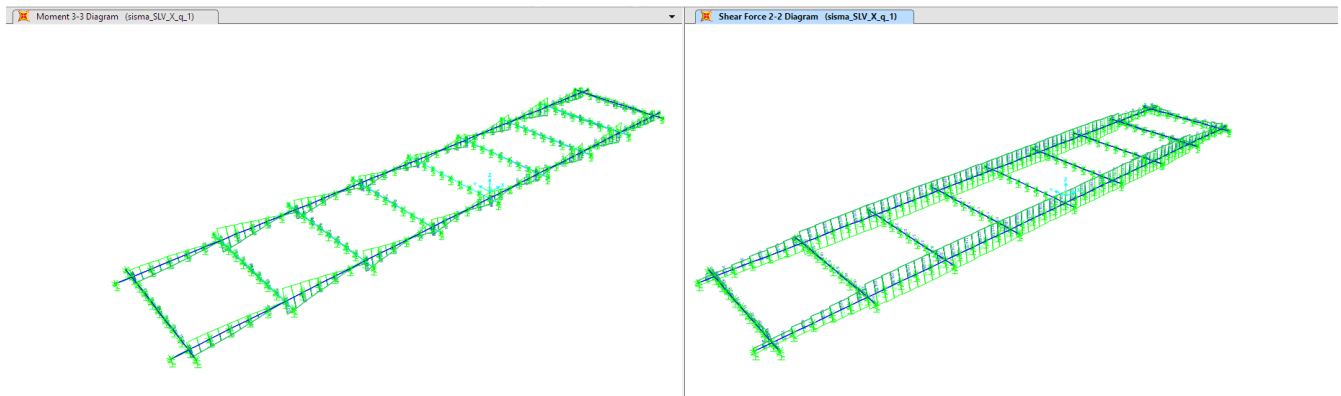 Moment 3-3 Diagram (sisma_SLV_X_q_1)
Shear Force 2-2 Diagram (sisma_SLV_X_q_1)